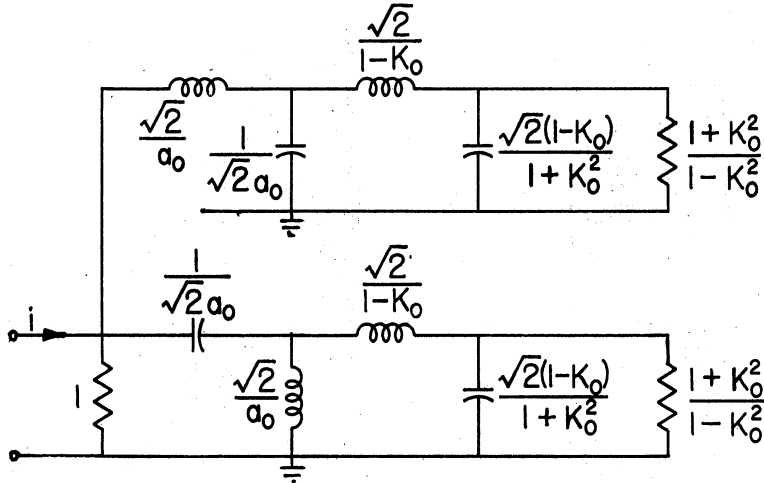 √2/(1-K₀)
√2/a₀
1/(√2 a₀)
√2(1-K₀)/(1+K₀²)
(1+K₀²)/(1-K₀²)
1/(√2 a₀)
√2/(1-K₀)
i
1
√2/a₀
√2(1-K₀)/(1+K₀²)
(1+K₀²)/(1-K₀²)